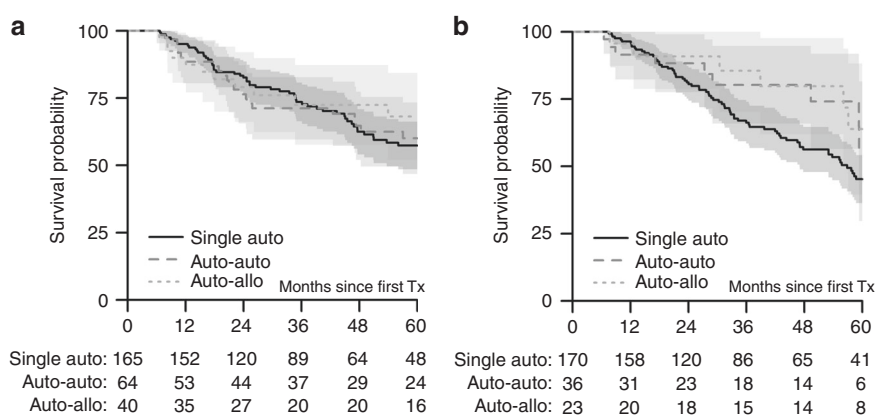 a
100
75
50
25
0
Survival probability
Single auto
Auto-auto
Auto-allo
Months since first Tx
0 12 24 36 48 60
Single auto: 165 152 120 89 64 48
Auto-auto: 64 53 44 37 29 24
Auto-allo: 40 35 27 20 20 16
b
100
75
50
25
0
Survival probability
Single auto
Auto-auto
Auto-allo
Months since first Tx
0 12 24 36 48 60
Single auto: 170 158 120 86 65 41
Auto-auto: 36 31 23 18 14 6
Auto-allo: 23 20 18 15 14 8